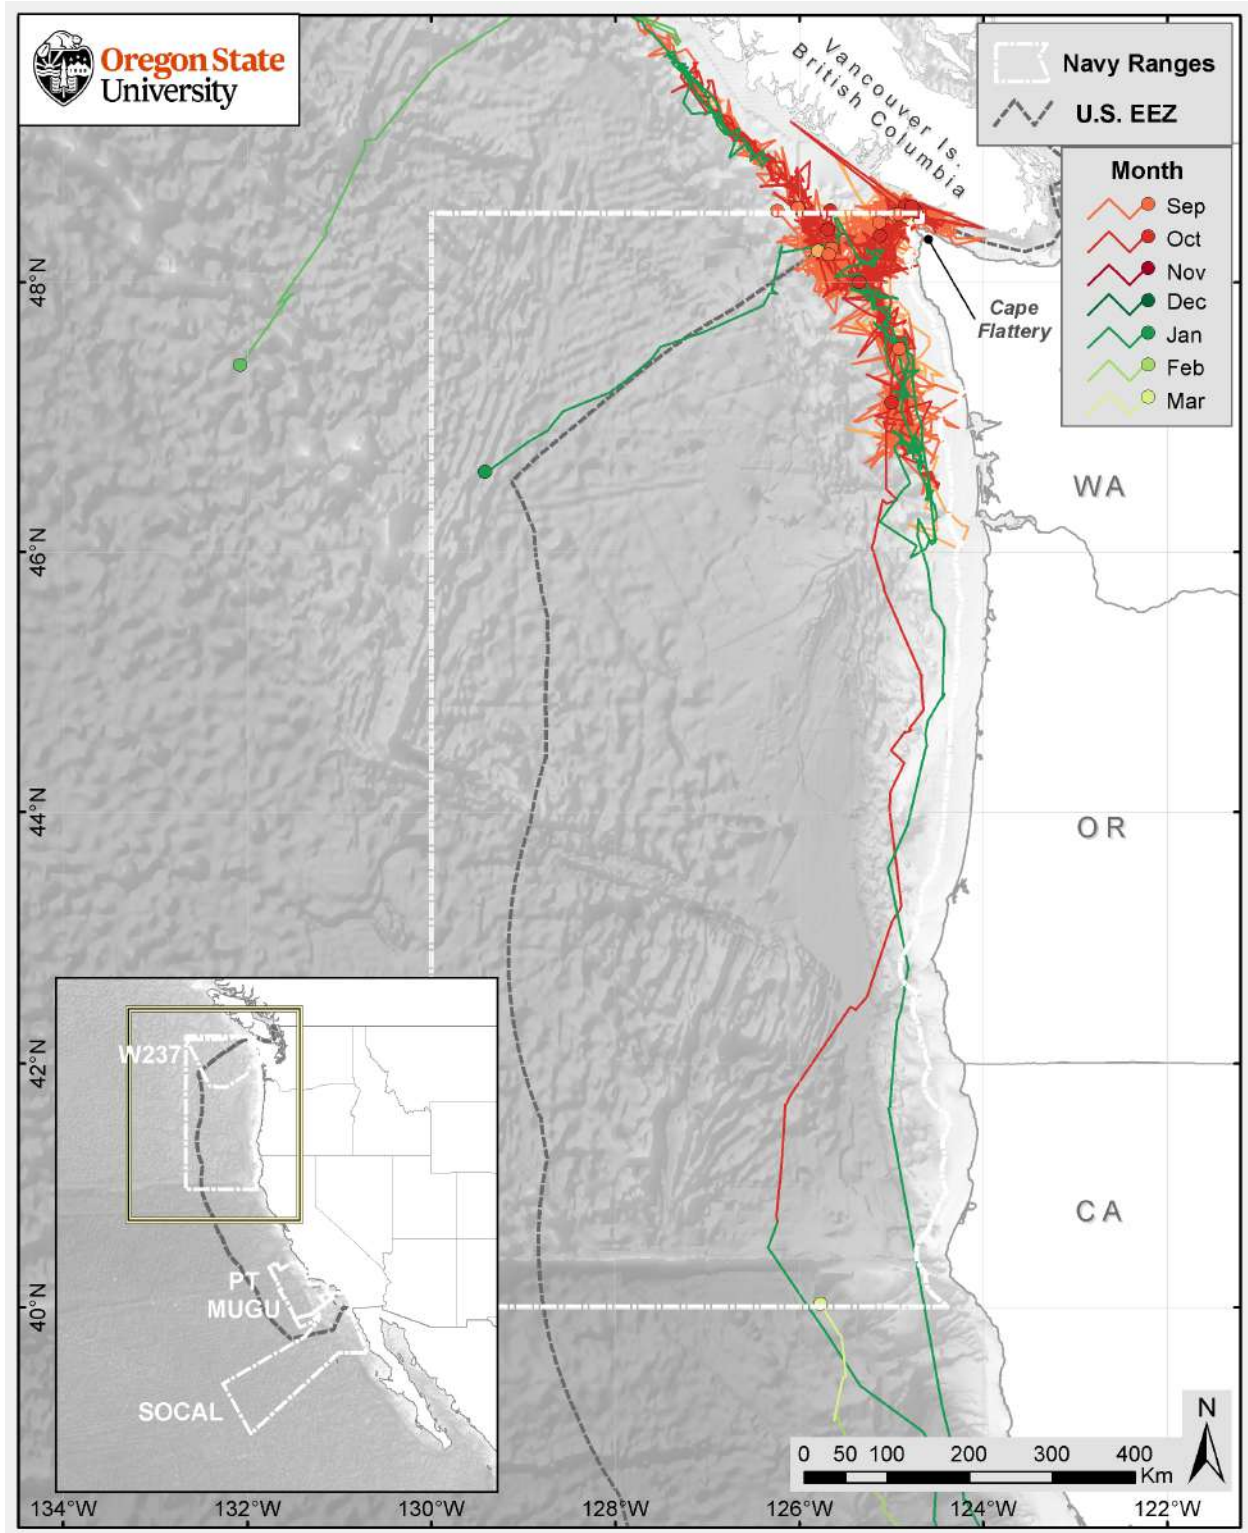 Oregon State
University
Vancouver Is.
British Columbia
Navy Ranges
U.S. EEZ
Month
Sep
Oct
Nov
Dec
Jan
Feb
Mar
Cape
Flattery
48°N
46°N
44°N
42°N
40°N
WA
OR
CA
W237
PT
MUGU
SOCAL
N
0 50 100 200 300 400
Km
134°W 132°W 130°W 128°W 126°W 124°W 122°W